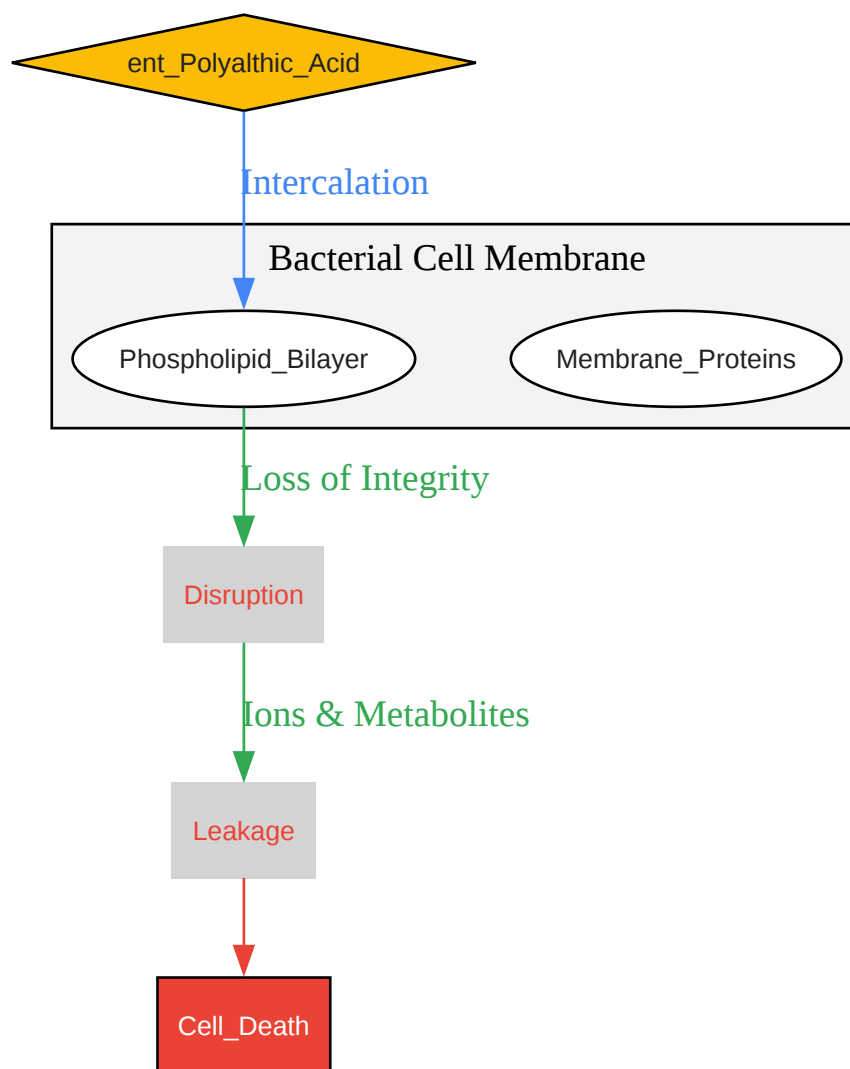 ent_Polyalthic_Acid
Intercalation
Bacterial Cell Membrane
Phospholipid_Bilayer
Membrane_Proteins
Loss of Integrity
Disruption
Ions & Metabolites
Leakage
Cell_Death